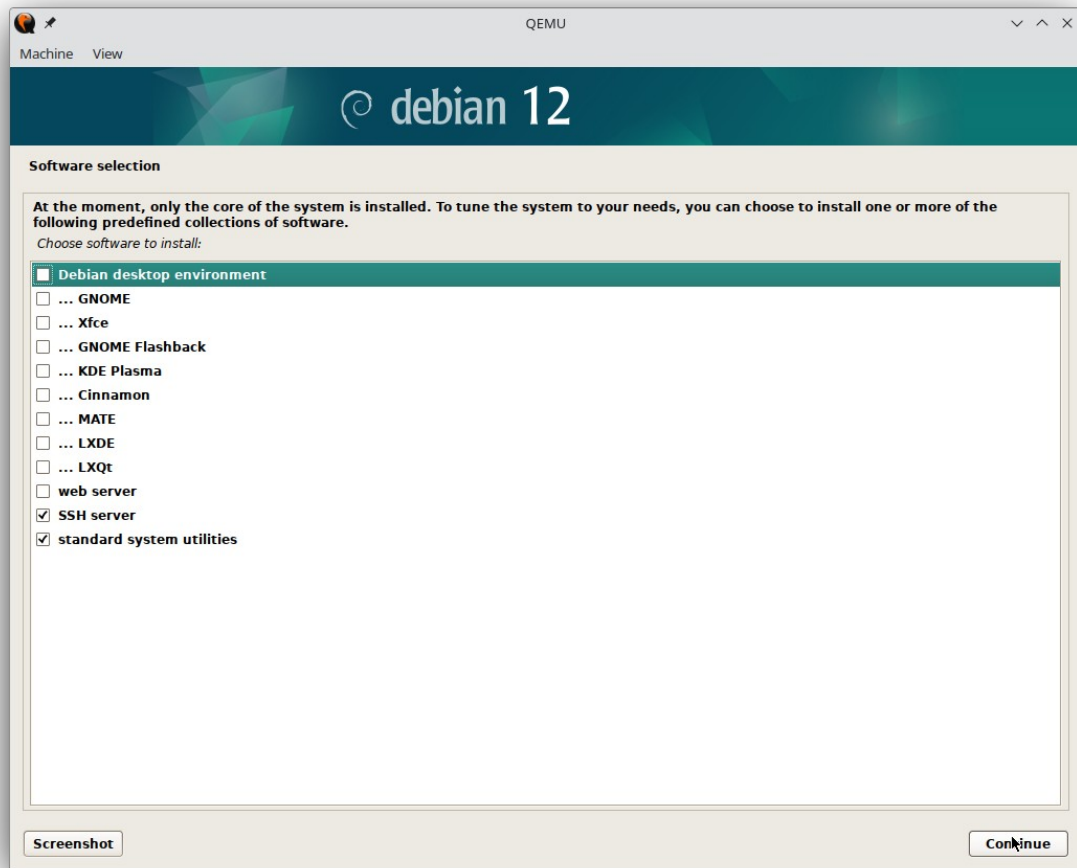 QEMU
Machine View
debian 12
Software selection
At the moment, only the core of the system is installed. To tune the system to your needs, you can choose to install one or more of the
following predefined collections of software.
Choose software to install:
Debian desktop environment
... GNOME
... Xfce
... GNOME Flashback
... KDE Plasma
... Cinnamon
... MATE
... LXDE
... LXQt
web server
SSH server
standard system utilities
Screenshot
Continue